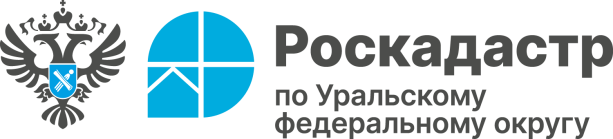 Роскадастр
по Уральскому
федеральному округу